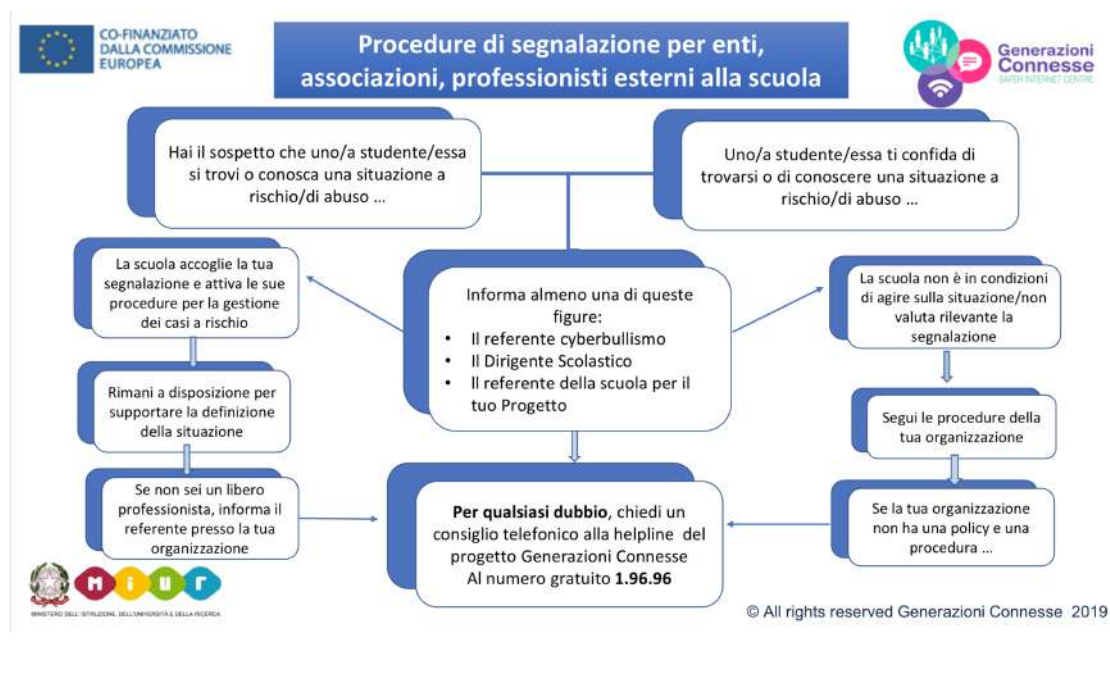 CO-FINANZIATO
DALLA COMMISSIONE
EUROPEA
Procedure di segnalazione per enti,
associazioni, professionisti esterni alla scuola
Generazioni
Connesse
SAFER INTERNET CENTRE
Hai il sospetto che uno/a studente/essa
si trovi o conosca una situazione a
rischio/di abuso ...
Uno/a studente/essa ti confida di
trovarsi o di conoscere una situazione a
rischio/di abuso ...
La scuola accoglie la tua
segnalazione e attiva le sue
procedure per la gestione
dei casi a rischio
Informa almeno una di queste
figure:
• Il referente cyberbullismo
• Il Dirigente Scolastico
• Il referente della scuola per il
tuo Progetto
La scuola non è in condizioni
di agire sulla situazione/non
valuta rilevante la
segnalazione
Rimani a disposizione per
supportare la definizione
della situazione
Segui le procedure della
tua organizzazione
Se non sei un libero
professionista, informa il
referente presso la tua
organizzazione
Per qualsiasi dubbio, chiedi un
consiglio telefonico alla helpline del
progetto Generazioni Connesse
Al numero gratuito 1.96.96
Se la tua organizzazione
non ha una policy e una
procedura ...
MIUR
MINISTERO DELL'ISTRUZIONE, DELL'UNIVERSITÀ E DELLA RICERCA
© All rights reserved Generazioni Connesse 2019